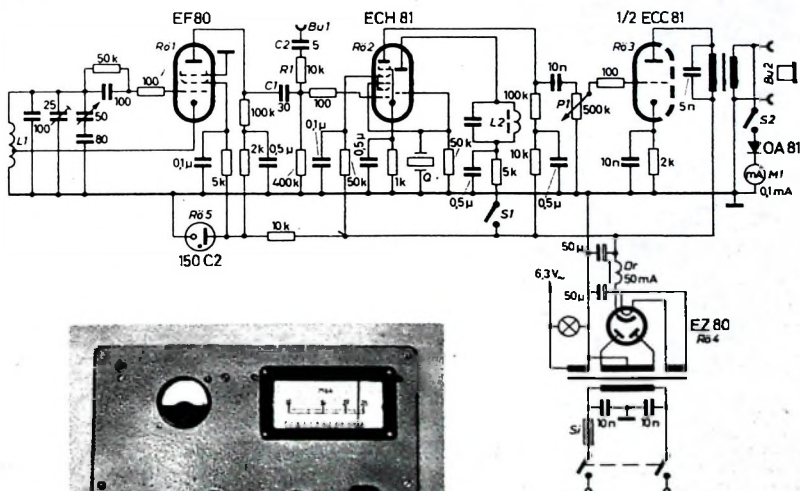 EF80
ECH 81
1/2 ECC81
Rö1
Bu1
C2
5
Rö2
Rö3
50k
R1
10k
10n
25
100
100
C1
30
100
100
100
50
100k
100k
P1
500k
5n
Bu2
S2
L1
80
0,1µ
L2
OA 81
0,1µ
5k
2k
0,5µ
400k
50k
0,5µ
1k
Q
50k
0,5µ
5k
10k
0,5µ
10n
2k
mA
M1
0,1mA
S1
Rö5
150 C2
10k
50µ
Dr
50mA
6,3V~
50µ
EZ 80
Rö4
10n
10n
Si